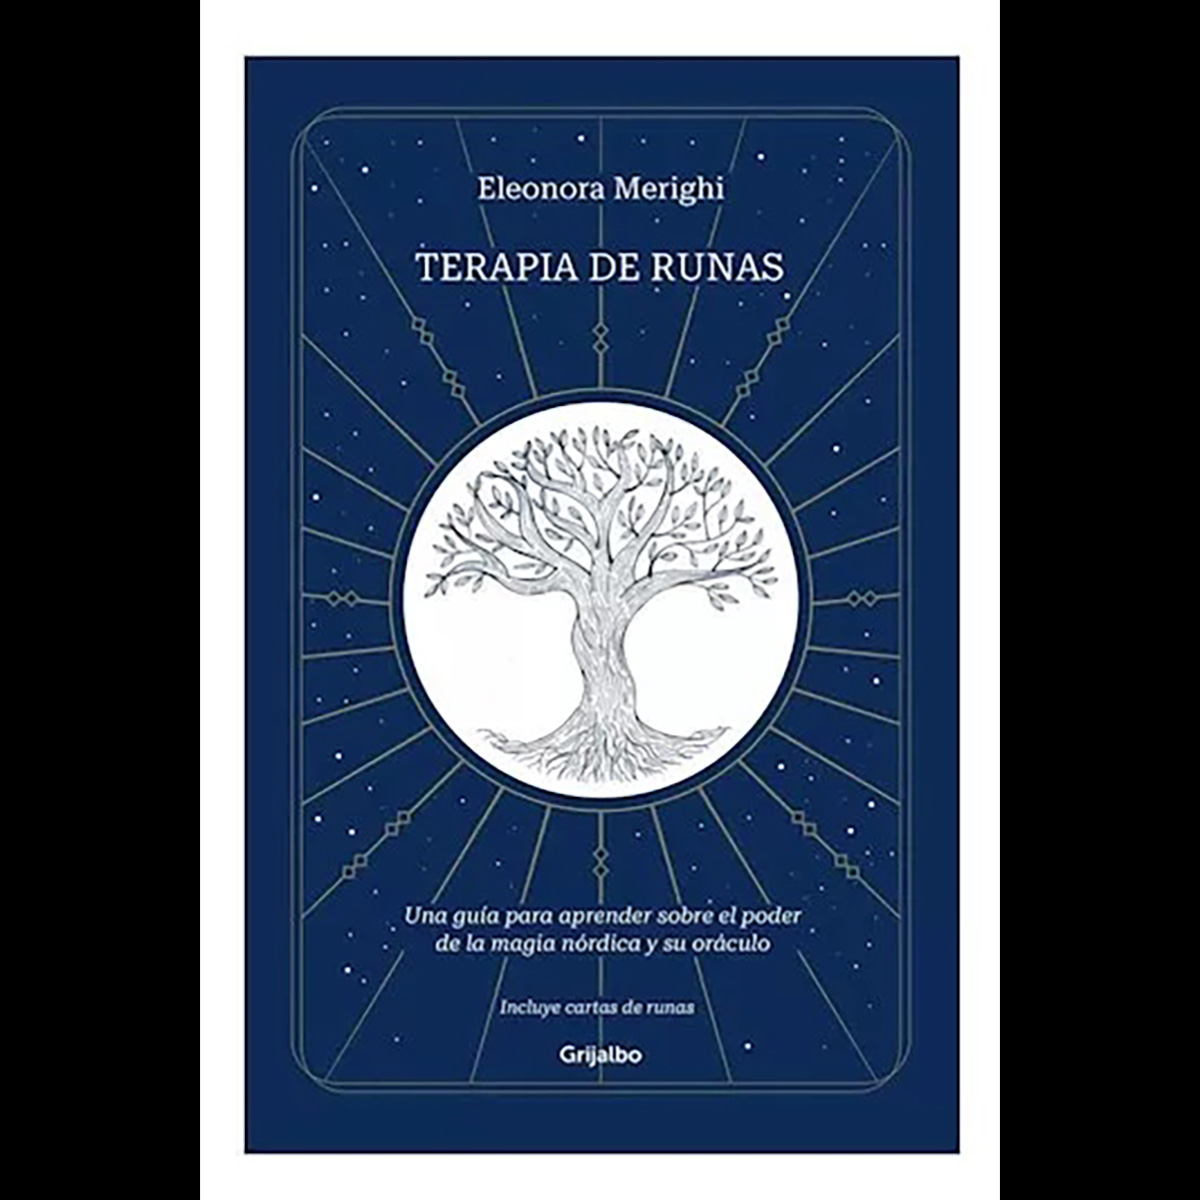 Eleonora Merighi
TERAPIA DE RUNAS
Una guía para aprender sobre el poder
de la magia nórdica y su oráculo
Incluye cartas de runas
Grijalbo